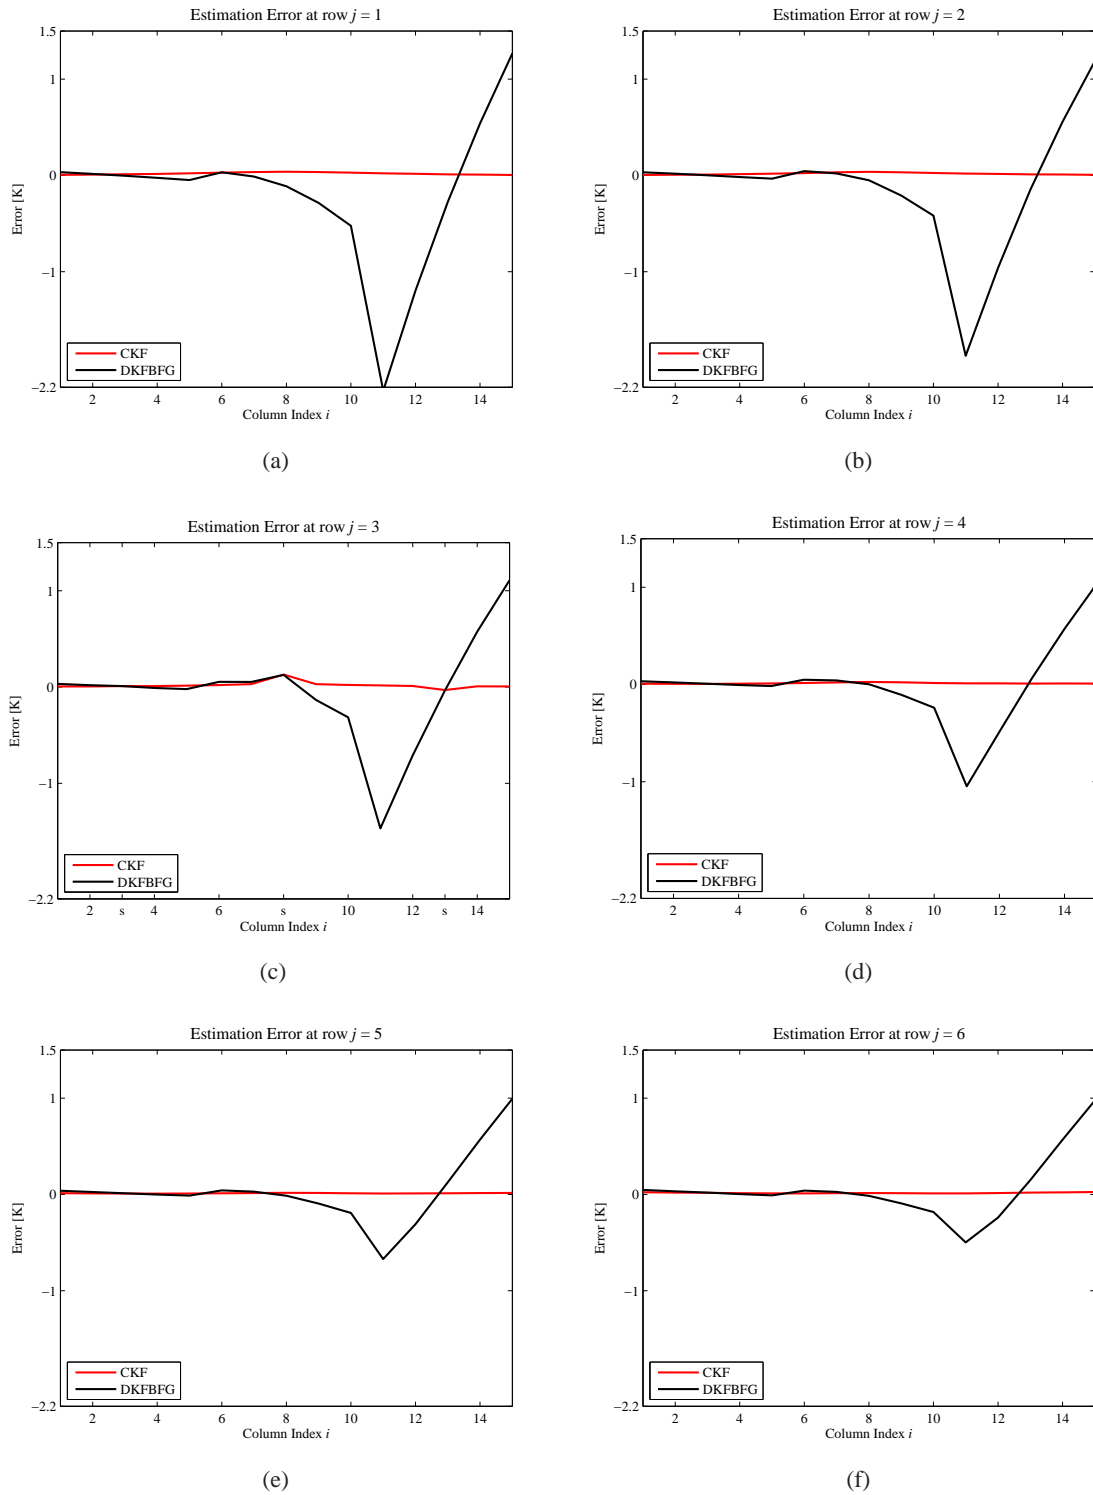 Estimation Error at row j = 1
1.5
1
0
−1
−2.2
Error [K]
CKF
DKFBFG
2 4 6 8 10 12 14
Column Index i
(a)
Estimation Error at row j = 2
1.5
1
0
−1
−2.2
Error [K]
CKF
DKFBFG
2 4 6 8 10 12 14
Column Index i
(b)
Estimation Error at row j = 3
1.5
1
0
−1
−2.2
Error [K]
CKF
DKFBFG
2 s 4 6 s 10 12 s 14
Column Index i
(c)
Estimation Error at row j = 4
1.5
1
0
−1
−2.2
Error [K]
CKF
DKFBFG
2 4 6 8 10 12 14
Column Index i
(d)
Estimation Error at row j = 5
1.5
1
0
−1
−2.2
Error [K]
CKF
DKFBFG
2 4 6 8 10 12 14
Column Index i
(e)
Estimation Error at row j = 6
1.5
1
0
−1
−2.2
Error [K]
CKF
DKFBFG
2 4 6 8 10 12 14
Column Index i
(f)